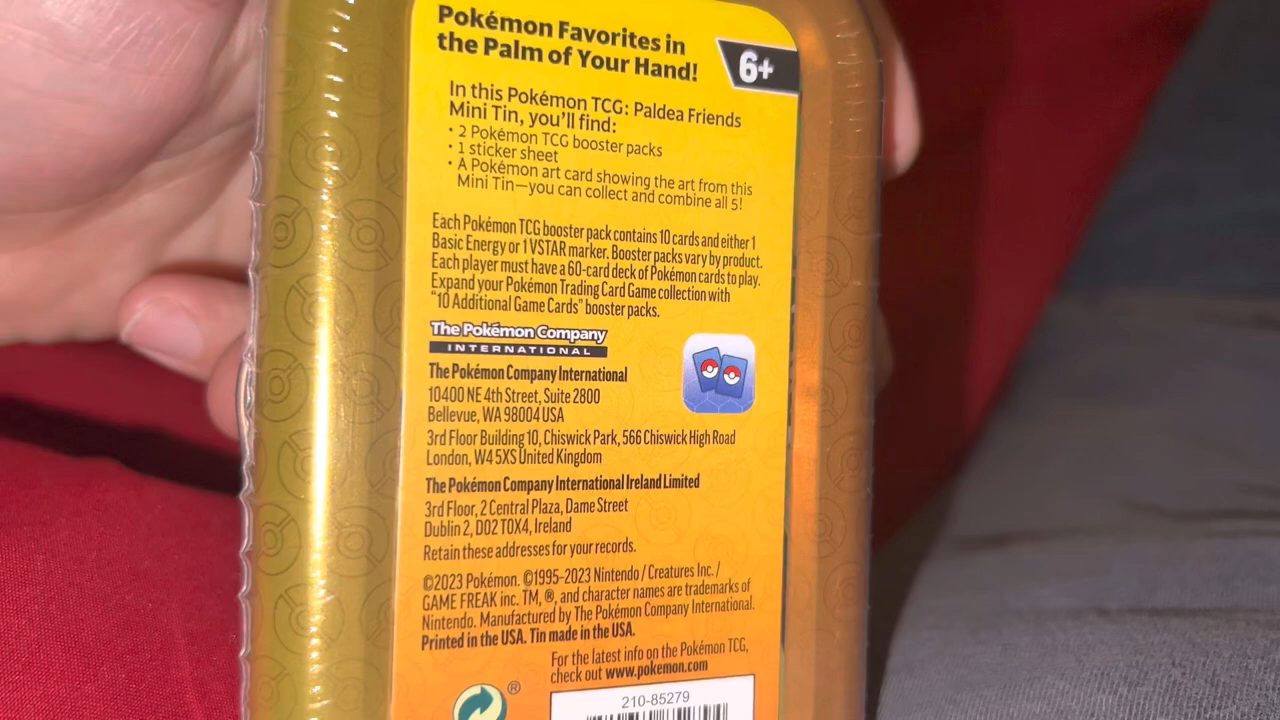 Pokémon Favorites in
the Palm of Your Hand!
6+
In this Pokémon TCG: Paldea Friends
Mini Tin, you'll find:
• 2 Pokémon TCG booster packs
• 1 sticker sheet
• A Pokémon art card showing the art from this
Mini Tin—you can collect and combine all 5!
Each Pokémon TCG booster pack contains 10 cards and either 1
Basic Energy or 1 VSTAR marker. Booster packs vary by product.
Each player must have a 60-card deck of Pokémon cards to play.
Expand your Pokémon Trading Card Game collection with
"10 Additional Game Cards" booster packs.
The Pokémon Company
INTERNATIONAL
The Pokémon Company International
10400 NE 4th Street, Suite 2800
Bellevue, WA 98004 USA
3rd Floor Building 10, Chiswick Park, 566 Chiswick High Road
London, W4 5XS United Kingdom
The Pokémon Company International Ireland Limited
3rd Floor, 2 Central Plaza, Dame Street
Dublin 2, D02 T0X4, Ireland
Retain these addresses for your records.
©2023 Pokémon. ©1995–2023 Nintendo / Creatures Inc. /
GAME FREAK inc. TM, ®, and character names are trademarks of
Nintendo. Manufactured by The Pokémon Company International.
Printed in the USA. Tin made in the USA.
For the latest info on the Pokémon TCG,
check out www.pokemon.com
®
210-85279